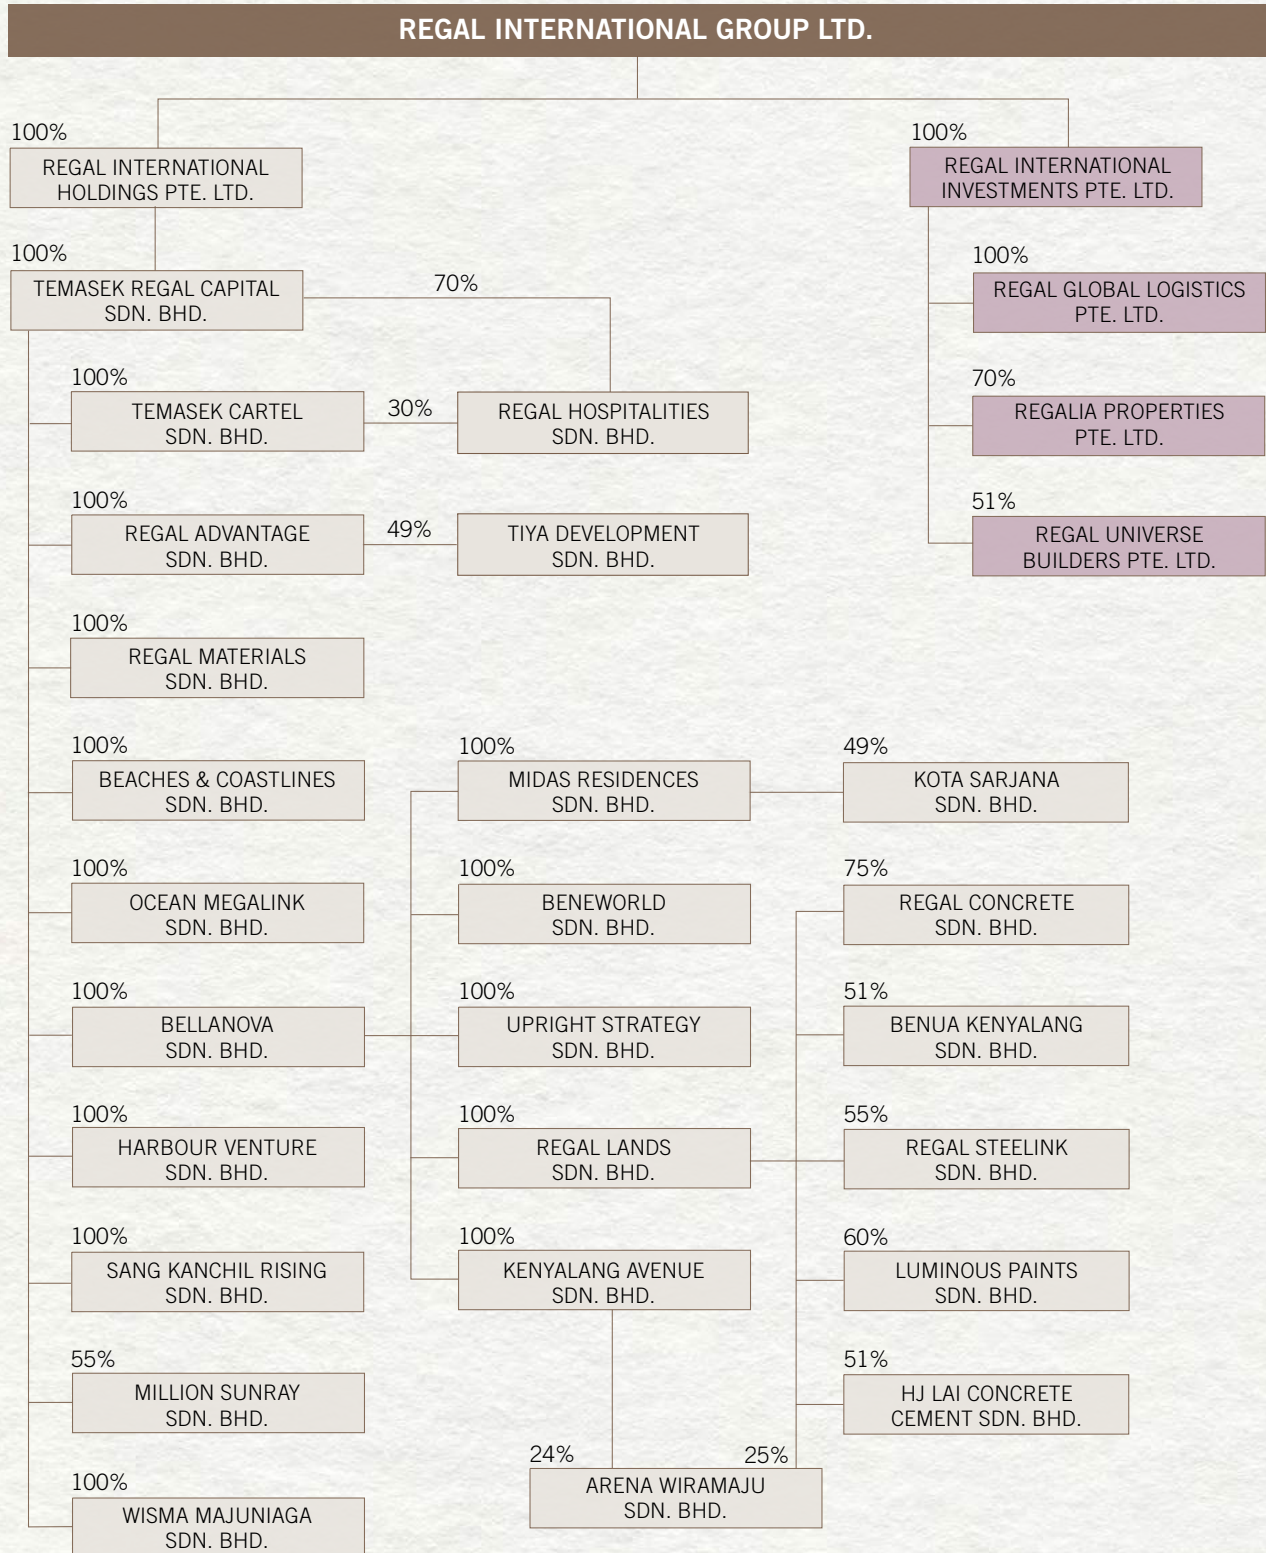 REGAL INTERNATIONAL GROUP LTD.
100%
REGAL INTERNATIONAL
HOLDINGS PTE. LTD.
100%
REGAL INTERNATIONAL
INVESTMENTS PTE. LTD.
100%
TEMASEK REGAL CAPITAL
SDN. BHD.
70%
100%
REGAL GLOBAL LOGISTICS
PTE. LTD.
100%
TEMASEK CARTEL
SDN. BHD.
30%
REGAL HOSPITALITIES
SDN. BHD.
70%
REGALIA PROPERTIES
PTE. LTD.
100%
REGAL ADVANTAGE
SDN. BHD.
49%
TIYA DEVELOPMENT
SDN. BHD.
51%
REGAL UNIVERSE
BUILDERS PTE. LTD.
100%
REGAL MATERIALS
SDN. BHD.
100%
BEACHES & COASTLINES
SDN. BHD.
100%
MIDAS RESIDENCES
SDN. BHD.
49%
KOTA SARJANA
SDN. BHD.
100%
OCEAN MEGALINK
SDN. BHD.
100%
BENEWORLD
SDN. BHD.
75%
REGAL CONCRETE
SDN. BHD.
100%
BELLANOVA
SDN. BHD.
100%
UPRIGHT STRATEGY
SDN. BHD.
51%
BENUA KENYALANG
SDN. BHD.
100%
HARBOUR VENTURE
SDN. BHD.
100%
REGAL LANDS
SDN. BHD.
55%
REGAL STEELINK
SDN. BHD.
100%
SANG KANCHIL RISING
SDN. BHD.
100%
KENYALANG AVENUE
SDN. BHD.
60%
LUMINOUS PAINTS
SDN. BHD.
55%
MILLION SUNRAY
SDN. BHD.
51%
HJ LAI CONCRETE
CEMENT SDN. BHD.
24%
25%
ARENA WIRAMAJU
SDN. BHD.
100%
WISMA MAJUNIAGA
SDN. BHD.